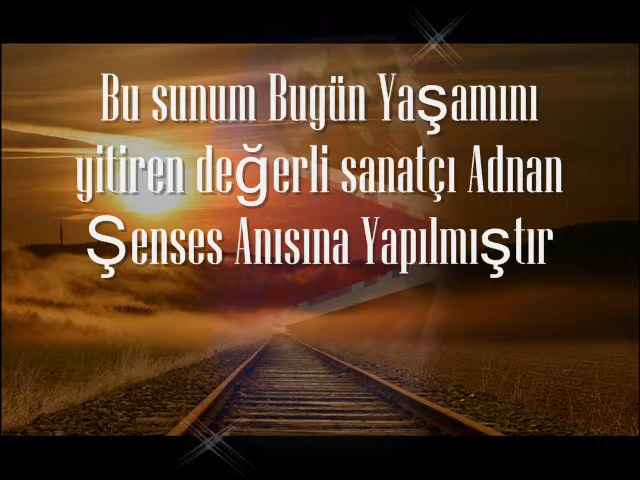 Bu sunum Bugün Yaşamını
yitiren değerli sanatçı Adnan
Şenses Anısına Yapılmıştır